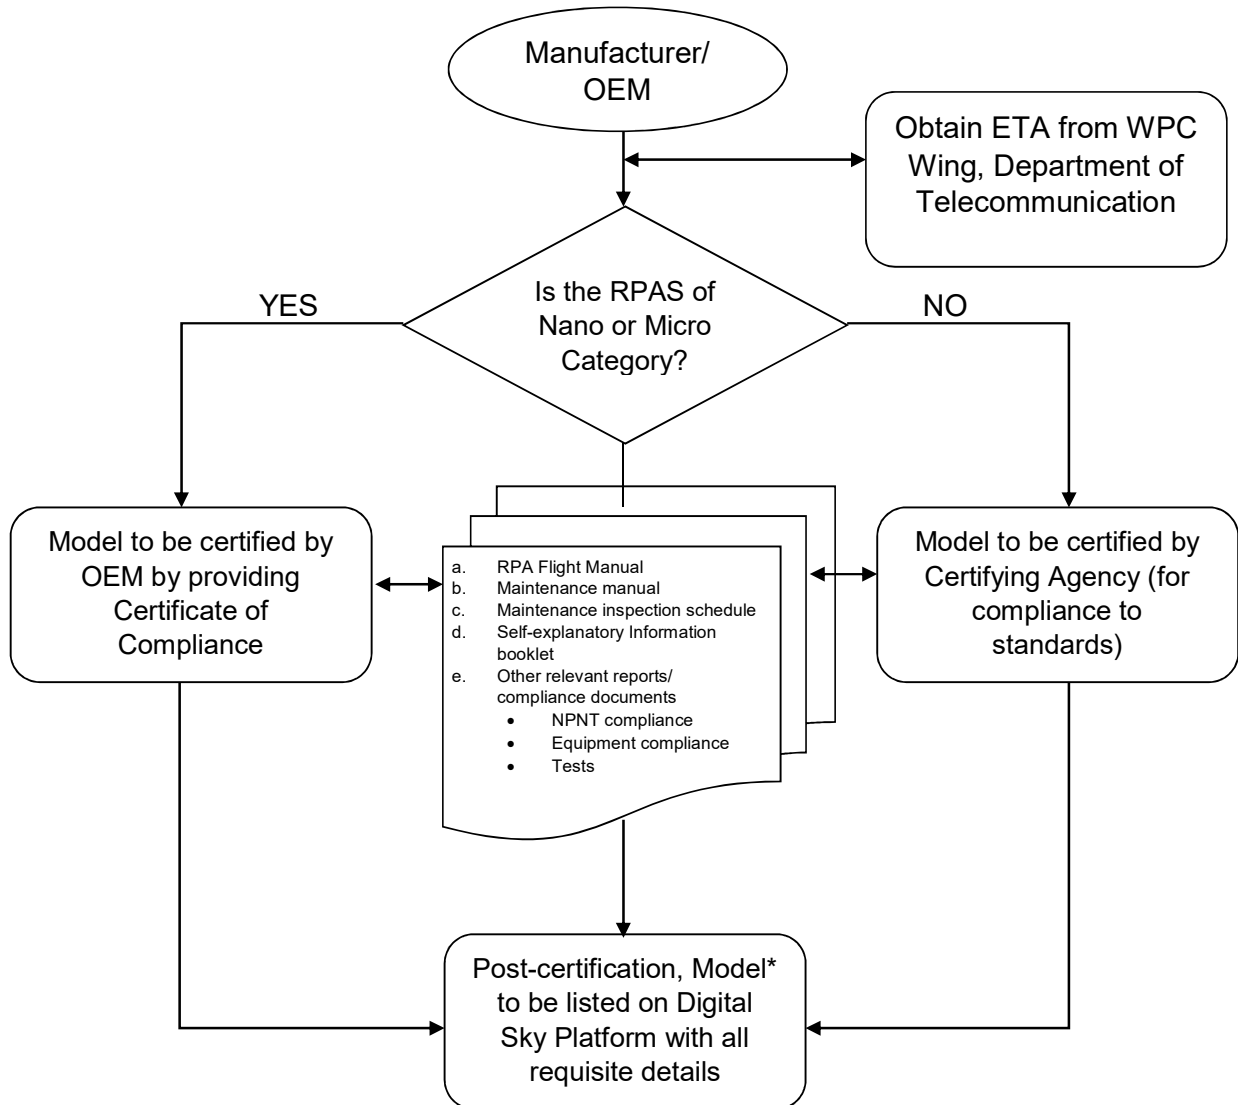 Manufacturer/
OEM
Obtain ETA from WPC
Wing, Department of
Telecommunication
Is the RPAS of
Nano or Micro
Category?
YES
NO
Model to be certified by
OEM by providing
Certificate of
Compliance
a. RPA Flight Manual
b. Maintenance manual
c. Maintenance inspection schedule
d. Self-explanatory Information
booklet
e. Other relevant reports/
compliance documents
• NPNT compliance
• Equipment compliance
• Tests
Model to be certified by
Certifying Agency (for
compliance to
standards)
Post-certification, Model*
to be listed on Digital
Sky Platform with all
requisite details